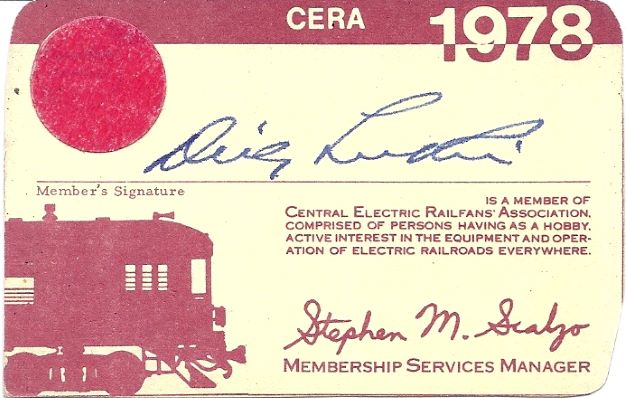 CERA
1978
Member's Signature
IS A MEMBER OF
CENTRAL ELECTRIC RAILFANS' ASSOCIATION,
COMPRISED OF PERSONS HAVING AS A HOBBY,
ACTIVE INTEREST IN THE EQUIPMENT AND OPER-
ATION OF ELECTRIC RAILROADS EVERYWHERE.
Stephen M. Scalzo
MEMBERSHIP SERVICES MANAGER